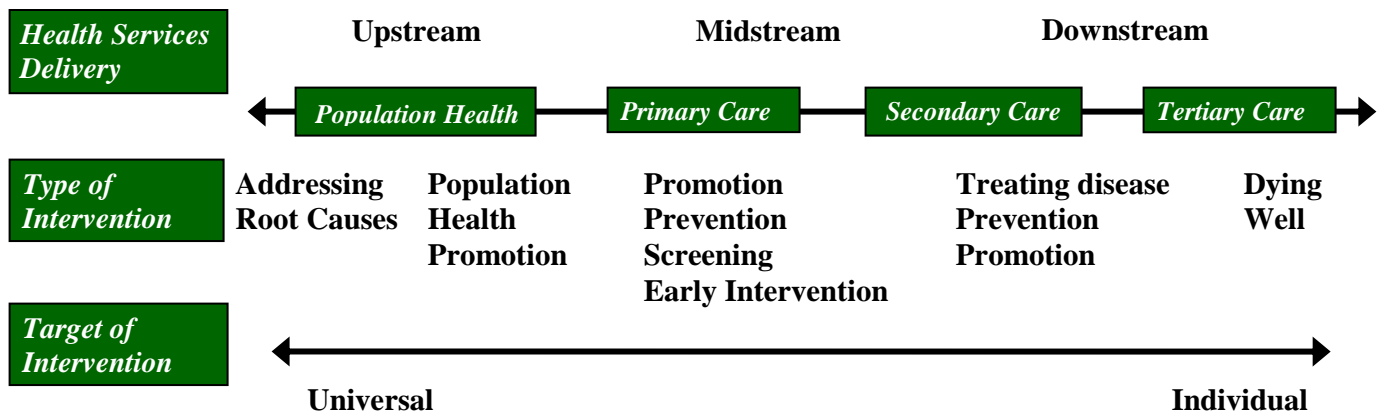 Health Services
Delivery
Upstream
Midstream
Downstream
Population Health
Primary Care
Secondary Care
Tertiary Care
Type of
Intervention
Addressing
Root Causes
Population
Health
Promotion
Promotion
Prevention
Screening
Early Intervention
Treating disease
Prevention
Promotion
Dying
Well
Target of
Intervention
Universal
Individual